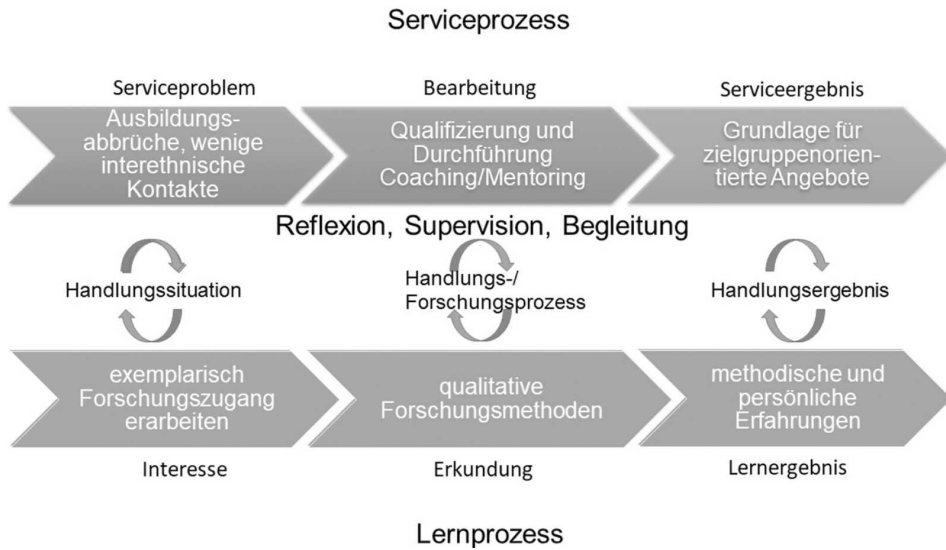 Serviceprozess
Serviceproblem
Bearbeitung
Serviceergebnis
Ausbildungs-
abbrüche, wenige
interethnische
Kontakte
Qualifizierung und
Durchführung
Coaching/Mentoring
Grundlage für
zielgruppenorien-
tierte Angebote
Reflexion, Supervision, Begleitung
Handlungssituation
Handlungs-/
Forschungsprozess
Handlungsergebnis
exemplarisch
Forschungszugang
erarbeiten
qualitative
Forschungsmethoden
methodische und
persönliche
Erfahrungen
Interesse
Erkundung
Lernergebnis
Lernprozess